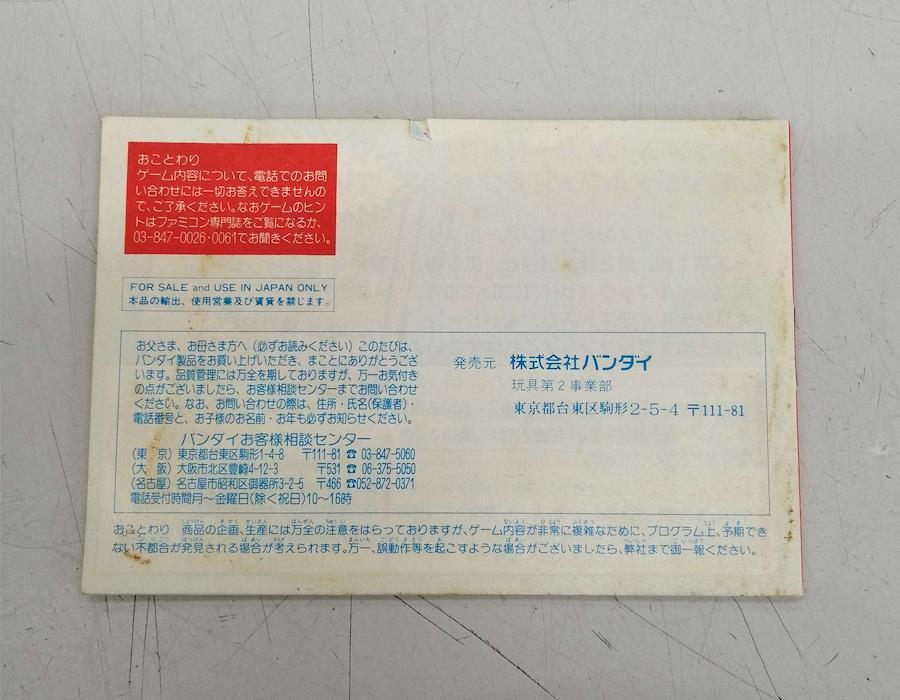 おことわり
ゲーム内容について、電話でのお問
い合わせには一切お答えできませんの
で、ご了承ください。なおゲームのヒン
トはファミコン専門誌をご覧になるか、
03-847-0026・0061でお聞きください。
FOR SALE and USE IN JAPAN ONLY
本品の輸出、使用営業及び賃貸を禁じます。
お父さま、お母さま方へ（必ずお読みください）このたびは、
バンダイ製品をお買い上げいただき、まことにありがとうござ
います。品質管理には万全を期しておりますが、万一お気付き
の点がございましたら、お客様相談センターまでお問い合わせ
ください。なお、お問い合わせの際は、住所・氏名（保護者）・
電話番号と、お子様のお名前・お年も必ずお知らせください。
バンダイお客様相談センター
（東 京）東京都台東区駒形1-4-8 〒111-81 ☎ 03-847-5060
（大 阪）大阪市北区豊崎4-12-3 〒531 ☎ 06-375-5050
（名古屋）名古屋市昭和区御器所3-2-5 〒466 ☎052-872-0371
電話受付時間月〜金曜日（除く祝日）10〜16時
発売元 株式会社バンダイ
玩具第2事業部
東京都台東区駒形2-5-4 〒111-81
おことわり 商品の企画、生産には万全の注意をはらっておりますが、ゲーム内容が非常に複雑なために、プログラム上、予期でき
ない不都合が発見される場合が考えられます。万一、誤動作等を起こすような場合がございましたら、弊社まで御一報ください。